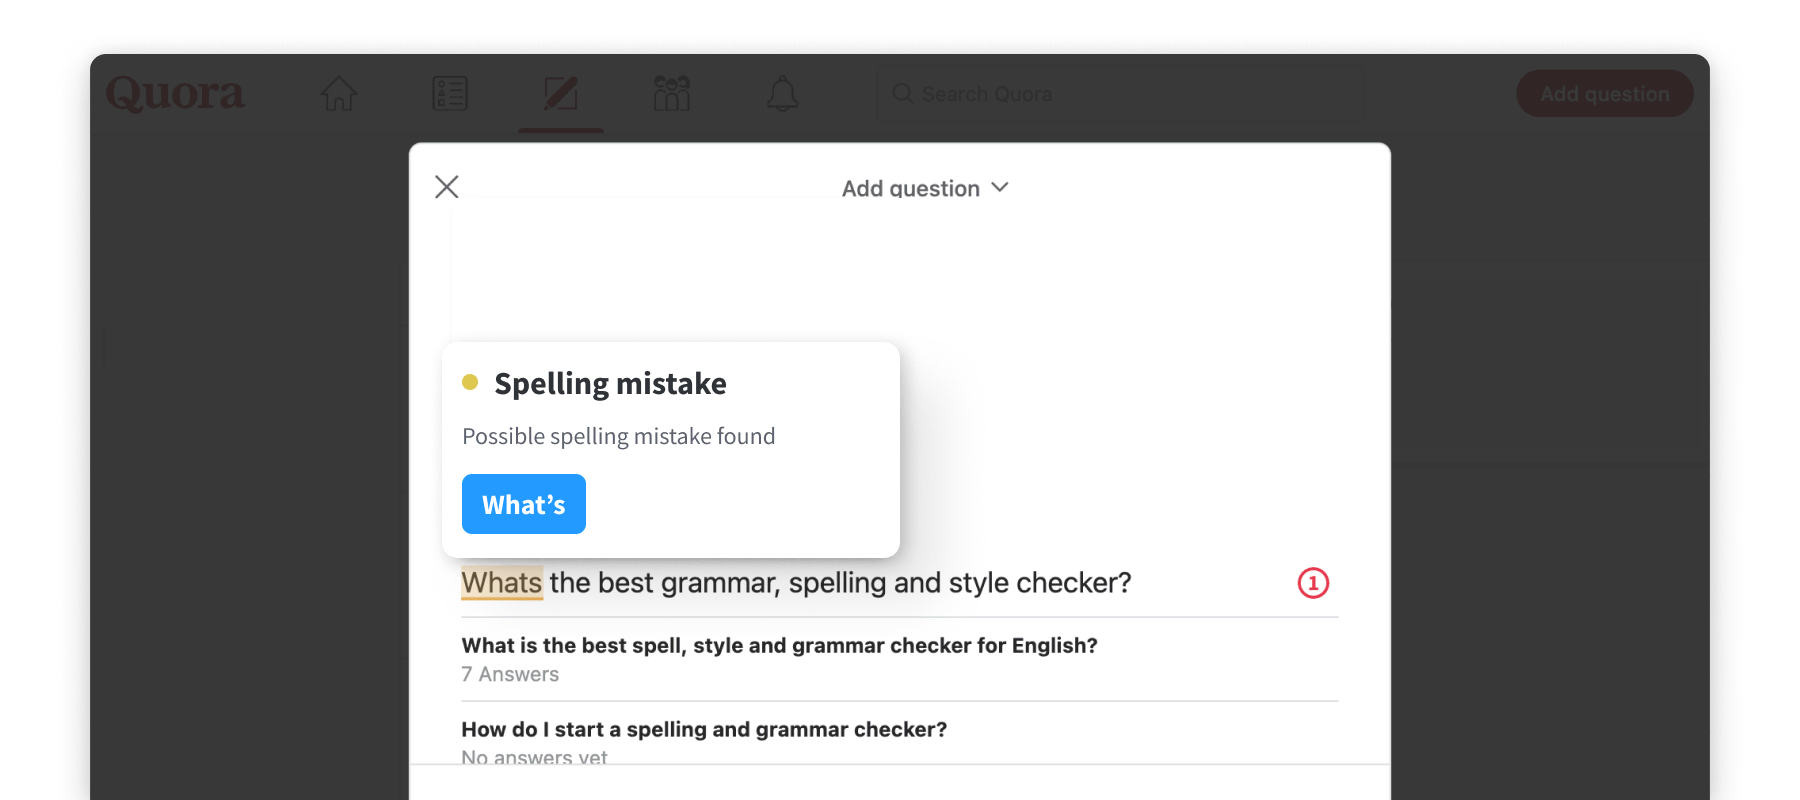 Quora
Search Quora
Add question
Add question
Spelling mistake
Possible spelling mistake found
What’s
Whats the best grammar, spelling and style checker?
1
What is the best spell, style and grammar checker for English?
7 Answers
How do I start a spelling and grammar checker?
No answers yet